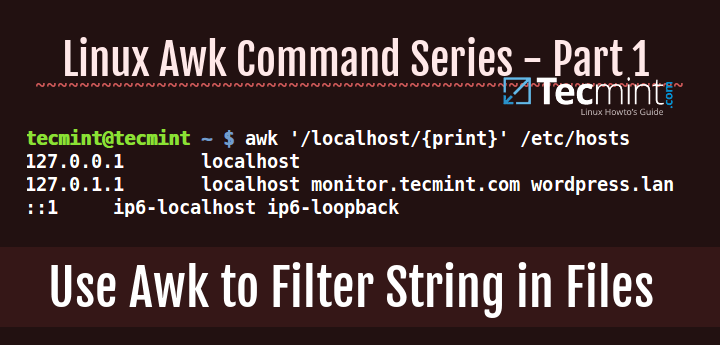 Linux Awk Command Series - Part 1
Tecmint.com
Linux Howto's Guide
tecmint@tecmint ~ $ awk '/localhost/{print}' /etc/hosts
127.0.0.1       localhost
127.0.1.1       localhost monitor.tecmint.com wordpress.lan
::1     ip6-localhost ip6-loopback
Use Awk to Filter String in Files